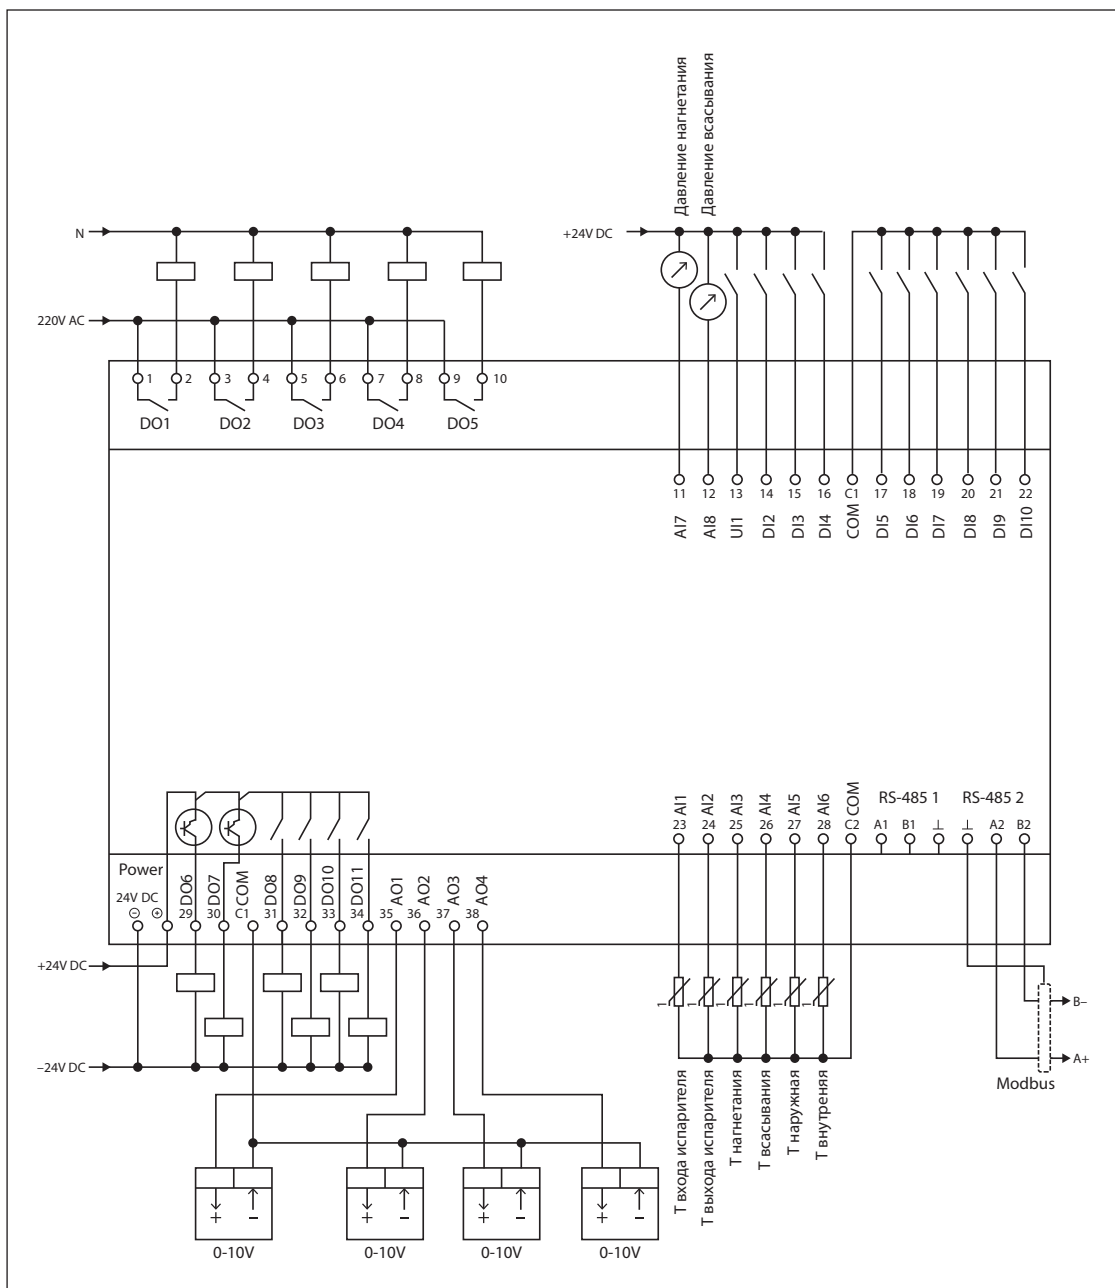 Давление нагнетания
Давление всасывания
N
+24V DC
220V AC
1 2 3 4 5 6 7 8 9 10
DO1 DO2 DO3 DO4 DO5
11 12 13 14 15 16 C1 17 18 19 20 21 22
AI7 AI8 UI1 DI2 DI3 DI4 COM DI5 DI6 DI7 DI8 DI9 DI10
AI1 AI2 AI3 AI4 AI5 AI6 COM RS-485 1 RS-485 2
23 24 25 26 27 28 C2 A1 B1 ⊥ ⊥ A2 B2
Power
24V DC
⊖ ⊕
DO6 DO7 COM DO8 DO9 DO10 DO11 AO1 AO2 AO3 AO4
29 30 C1 31 32 33 34 35 36 37 38
+24V DC
–24V DC
1 1 1 1 1 1
B–
A+
Modbus
Т входа испарителя
Т выхода испарителя
Т нагнетания
Т всасывания
Т наружная
Т внутреняя
+ – + – + – + –
0-10V 0-10V 0-10V 0-10V